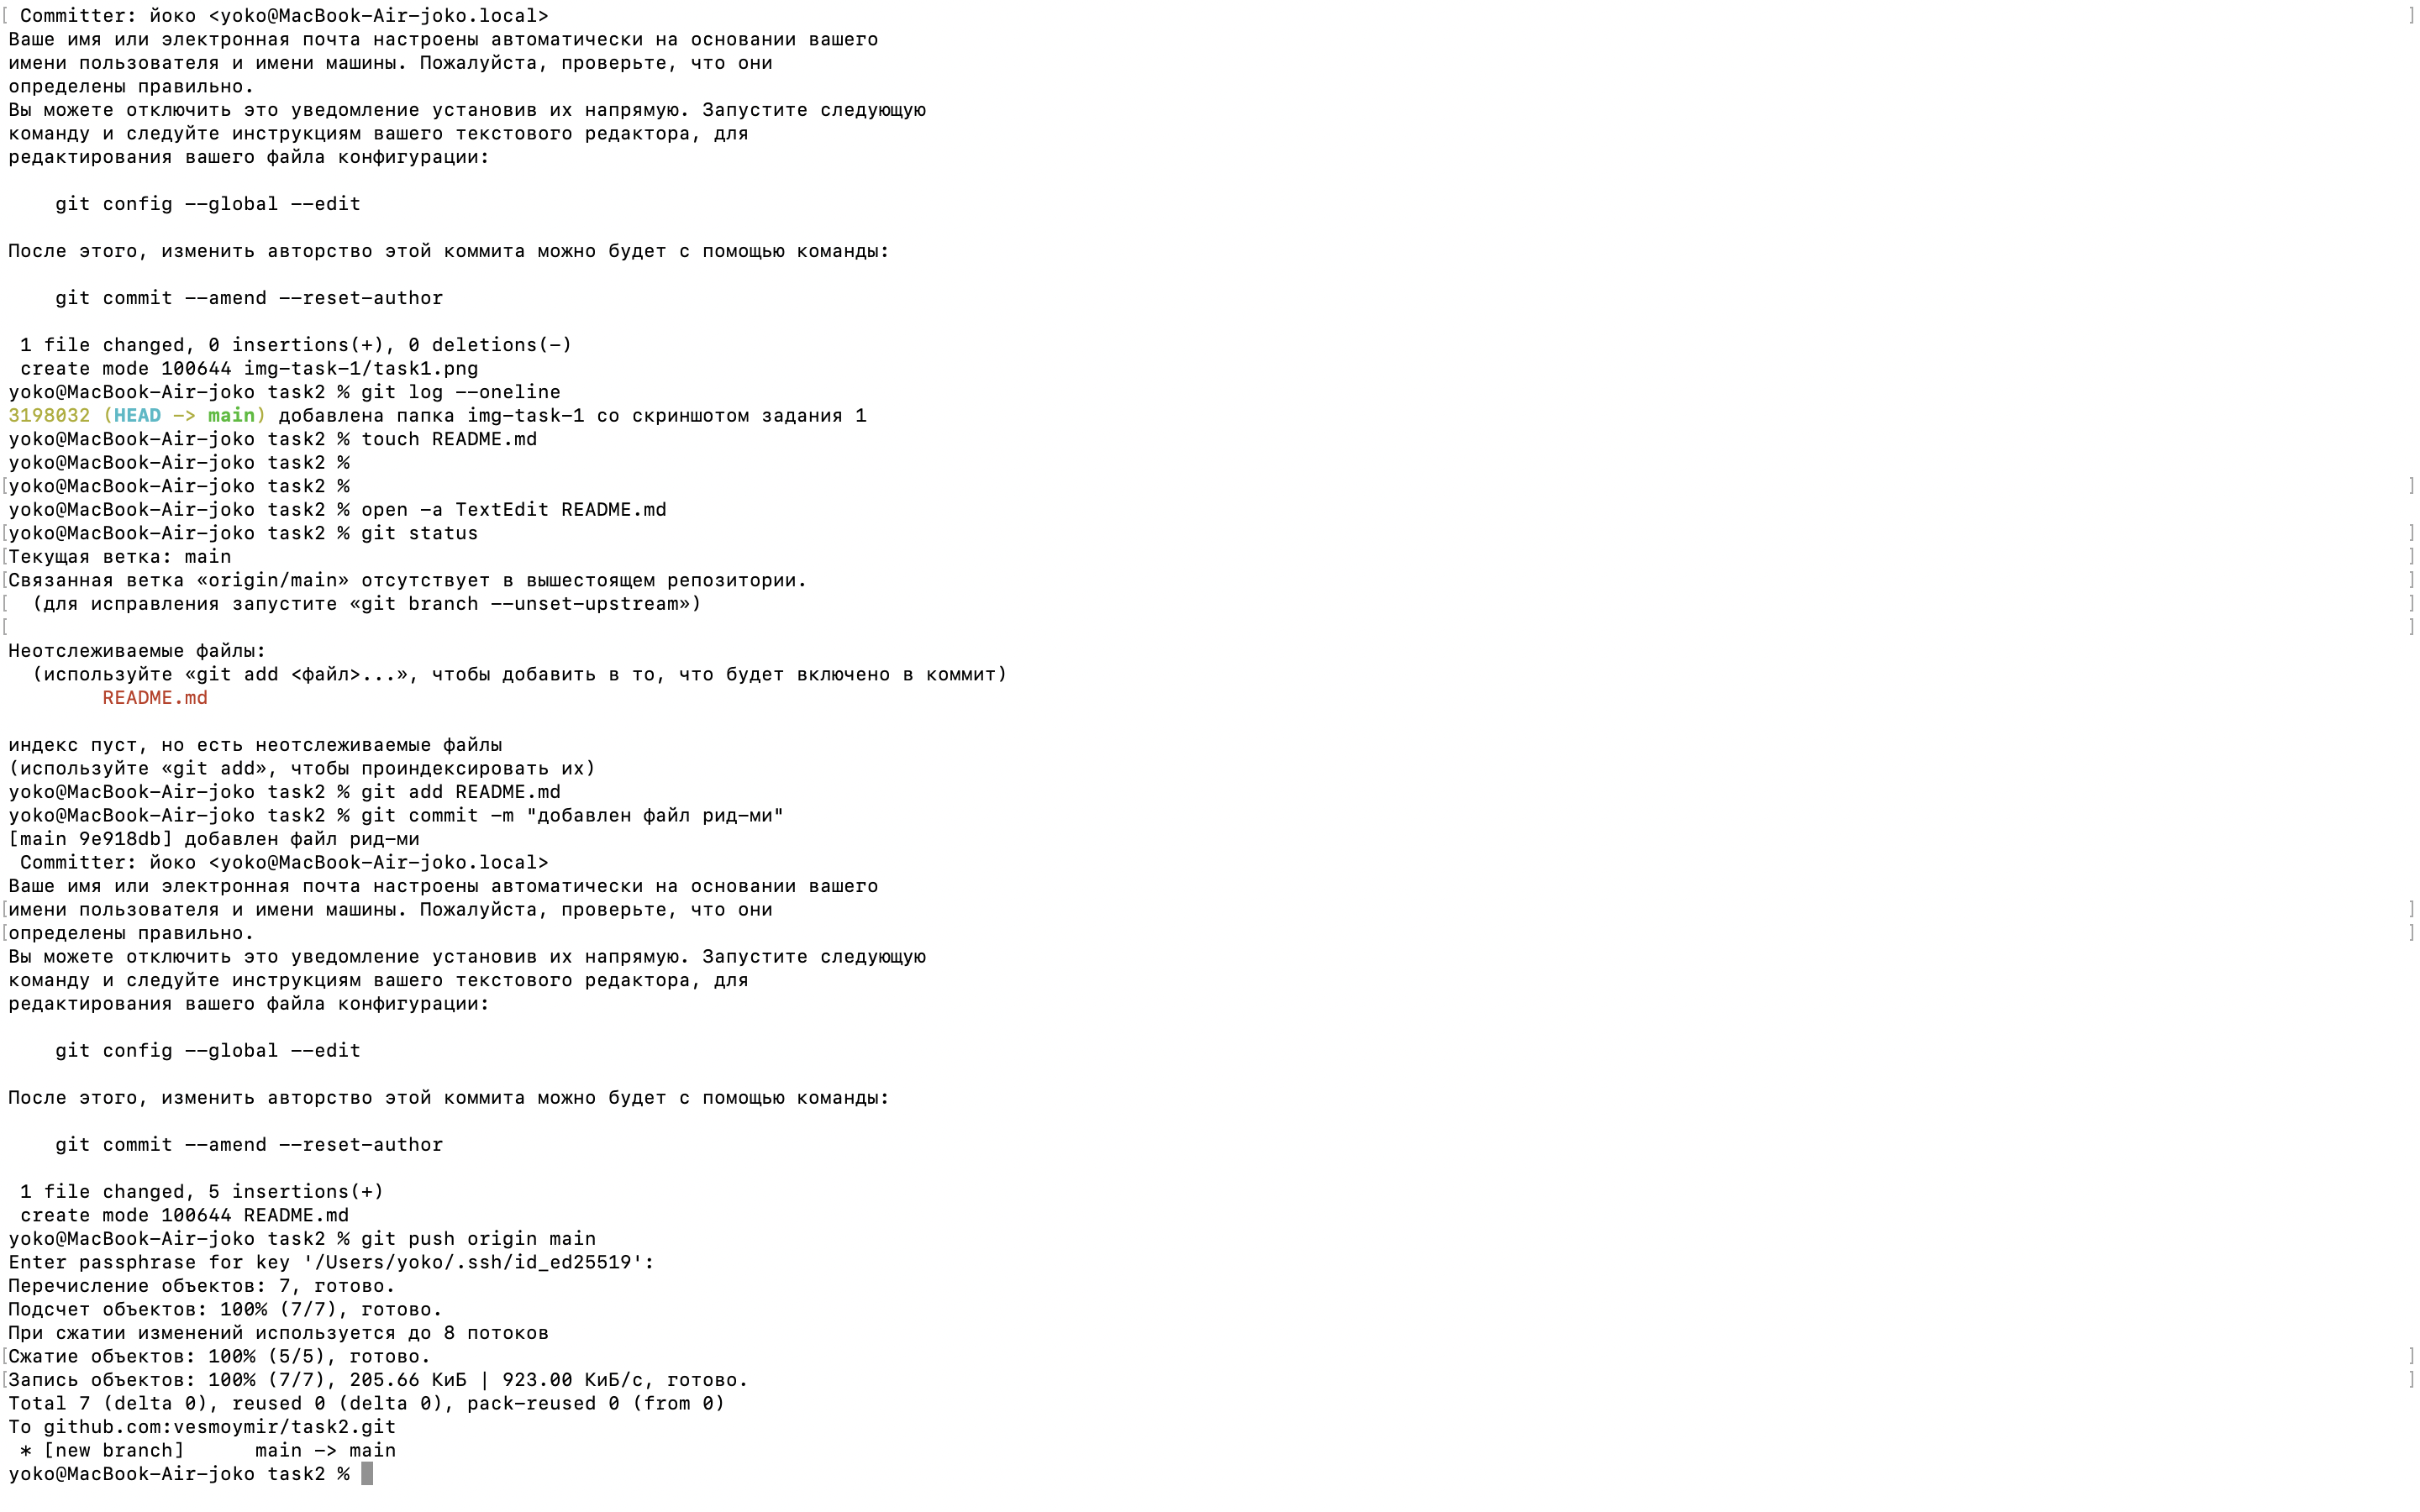 [ Committer: йоко <yoko@MacBook-Air-joko.local> ]
Ваше имя или электронная почта настроены автоматически на основании вашего
имени пользователя и имени машины. Пожалуйста, проверьте, что они
определены правильно.
Вы можете отключить это уведомление установив их напрямую. Запустите следующую
команду и следуйте инструкциям вашего текстового редактора, для
редактирования вашего файла конфигурации:
git config --global --edit
После этого, изменить авторство этой коммита можно будет с помощью команды:
git commit --amend --reset-author
1 file changed, 0 insertions(+), 0 deletions(-)
create mode 100644 img-task-1/task1.png
yoko@MacBook-Air-joko task2 % git log --oneline
3198032 (HEAD -> main) добавлена папка img-task-1 со скриншотом задания 1
yoko@MacBook-Air-joko task2 % touch README.md
yoko@MacBook-Air-joko task2 %
[yoko@MacBook-Air-joko task2 % ]
yoko@MacBook-Air-joko task2 % open -a TextEdit README.md
[yoko@MacBook-Air-joko task2 % git status ]
[Текущая ветка: main ]
[Связанная ветка «origin/main» отсутствует в вышестоящем репозитории. ]
[ (для исправления запустите «git branch --unset-upstream») ]
[ ]
Неотслеживаемые файлы:
(используйте «git add <файл>...», чтобы добавить в то, что будет включено в коммит)
README.md
индекс пуст, но есть неотслеживаемые файлы
(используйте «git add», чтобы проиндексировать их)
yoko@MacBook-Air-joko task2 % git add README.md
yoko@MacBook-Air-joko task2 % git commit -m "добавлен файл рид-ми"
[main 9e918db] добавлен файл рид-ми
Committer: йоко <yoko@MacBook-Air-joko.local>
Ваше имя или электронная почта настроены автоматически на основании вашего
[имени пользователя и имени машины. Пожалуйста, проверьте, что они ]
[определены правильно. ]
Вы можете отключить это уведомление установив их напрямую. Запустите следующую
команду и следуйте инструкциям вашего текстового редактора, для
редактирования вашего файла конфигурации:
git config --global --edit
После этого, изменить авторство этой коммита можно будет с помощью команды:
git commit --amend --reset-author
1 file changed, 5 insertions(+)
create mode 100644 README.md
yoko@MacBook-Air-joko task2 % git push origin main
Enter passphrase for key '/Users/yoko/.ssh/id_ed25519':
Перечисление объектов: 7, готово.
Подсчет объектов: 100% (7/7), готово.
При сжатии изменений используется до 8 потоков
[Сжатие объектов: 100% (5/5), готово. ]
[Запись объектов: 100% (7/7), 205.66 КиБ | 923.00 КиБ/с, готово. ]
Total 7 (delta 0), reused 0 (delta 0), pack-reused 0 (from 0)
To github.com:vesmoymir/task2.git
* [new branch] main -> main
yoko@MacBook-Air-joko task2 %